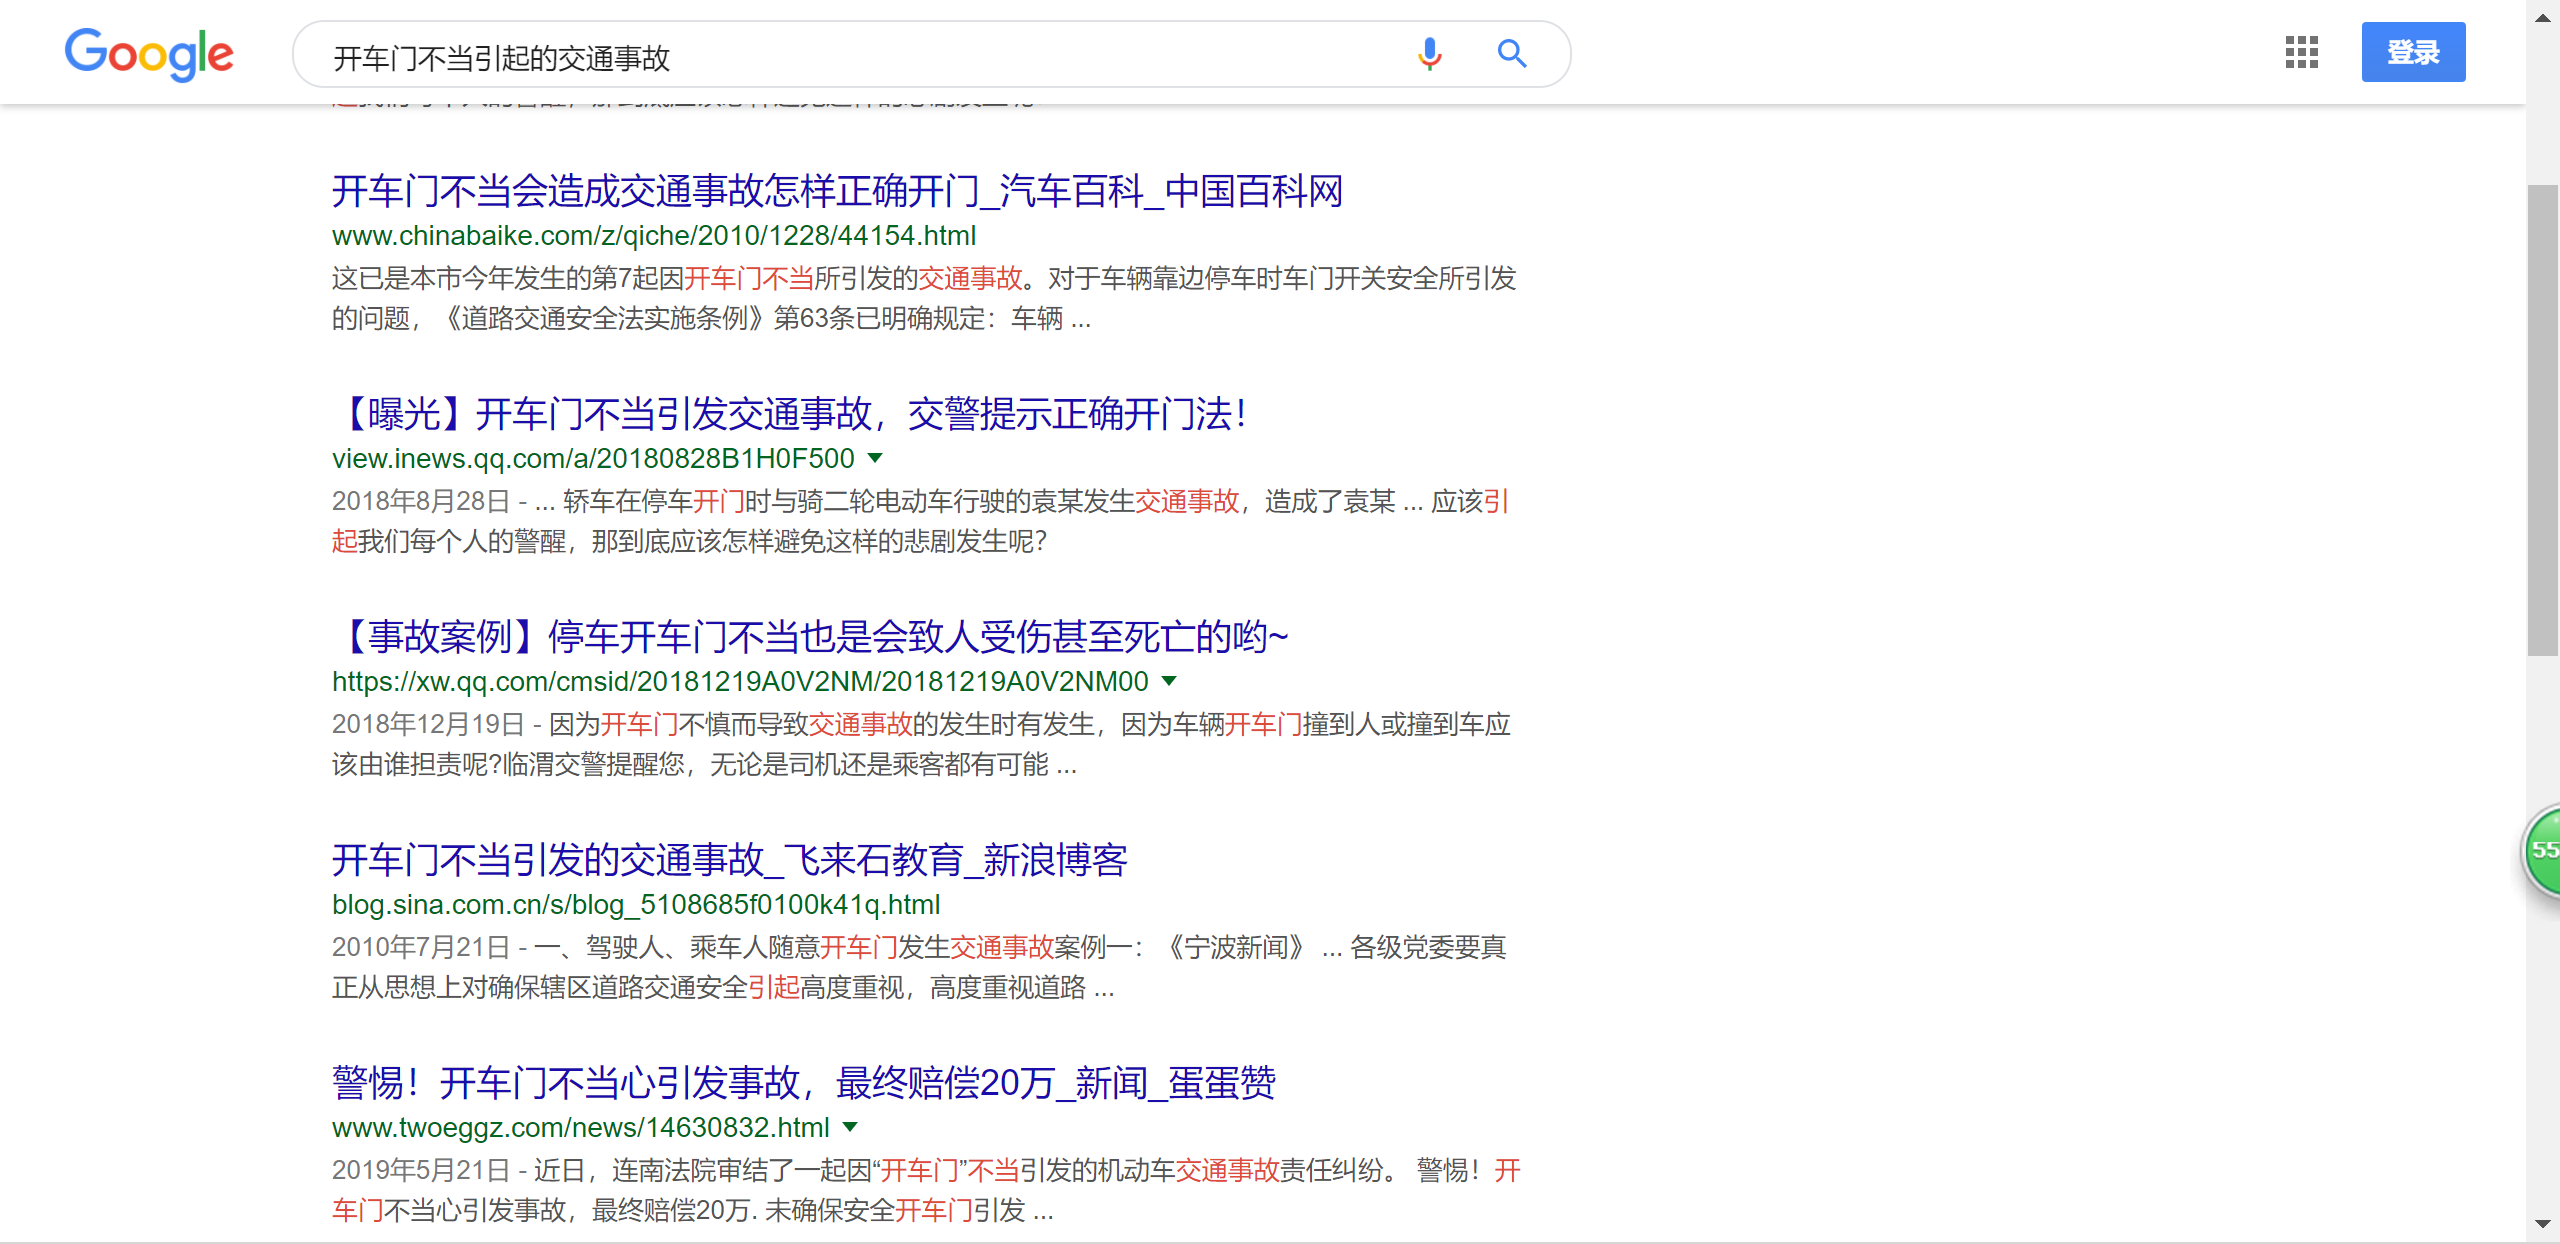 Google
开车门不当引起的交通事故
登录
开车门不当会造成交通事故怎样正确开门_汽车百科_中国百科网
www.chinabaike.com/z/qiche/2010/1228/44154.html
这已是本市今年发生的第7起因开车门不当所引发的交通事故。对于车辆靠边停车时车门开关安全所引发
的问题，《道路交通安全法实施条例》第63条已明确规定：车辆 ...
【曝光】开车门不当引发交通事故，交警提示正确开门法！
view.inews.qq.com/a/20180828B1H0F500
2018年8月28日 - ... 轿车在停车开门时与骑二轮电动车行驶的袁某发生交通事故，造成了袁某 ... 应该引
起我们每个人的警醒，那到底应该怎样避免这样的悲剧发生呢？
【事故案例】停车开车门不当也是会致人受伤甚至死亡的哟~
https://xw.qq.com/cmsid/20181219A0V2NM/20181219A0V2NM00
2018年12月19日 - 因为开车门不慎而导致交通事故的发生时有发生，因为车辆开车门撞到人或撞到车应
该由谁担责呢?临渭交警提醒您，无论是司机还是乘客都有可能 ...
开车门不当引发的交通事故_飞来石教育_新浪博客
blog.sina.com.cn/s/blog_5108685f0100k41q.html
2010年7月21日 - 一、驾驶人、乘车人随意开车门发生交通事故案例一：《宁波新闻》 ... 各级党委要真
正从思想上对确保辖区道路交通安全引起高度重视，高度重视道路 ...
警惕！开车门不当心引发事故，最终赔偿20万_新闻_蛋蛋赞
www.twoeggz.com/news/14630832.html
2019年5月21日 - 近日，连南法院审结了一起因“开车门”不当引发的机动车交通事故责任纠纷。 警惕！开
车门不当心引发事故，最终赔偿20万. 未确保安全开车门引发 ...
55